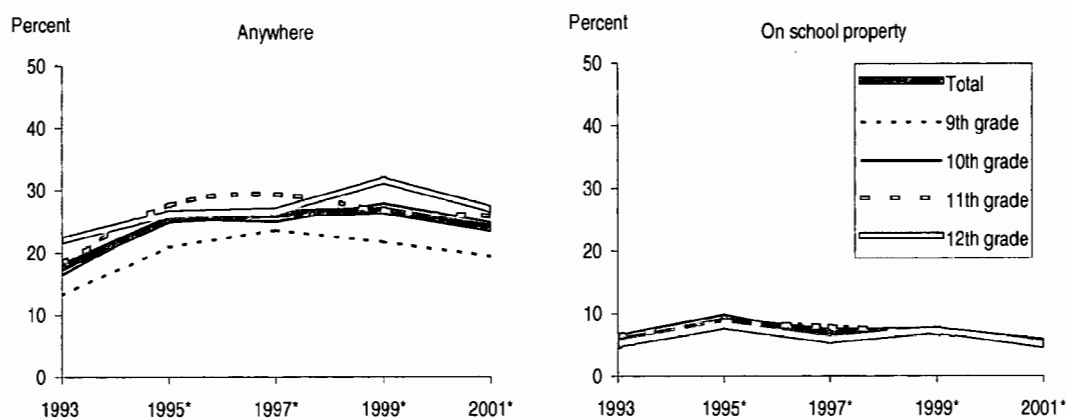 Percent
Anywhere
50
40
30
20
10
0
1993
1995*
1997*
1999*
2001*
Percent
On school property
50
40
30
20
10
0
1993
1995*
1997*
1999*
2001*
Total
9th grade
10th grade
11th grade
12th grade